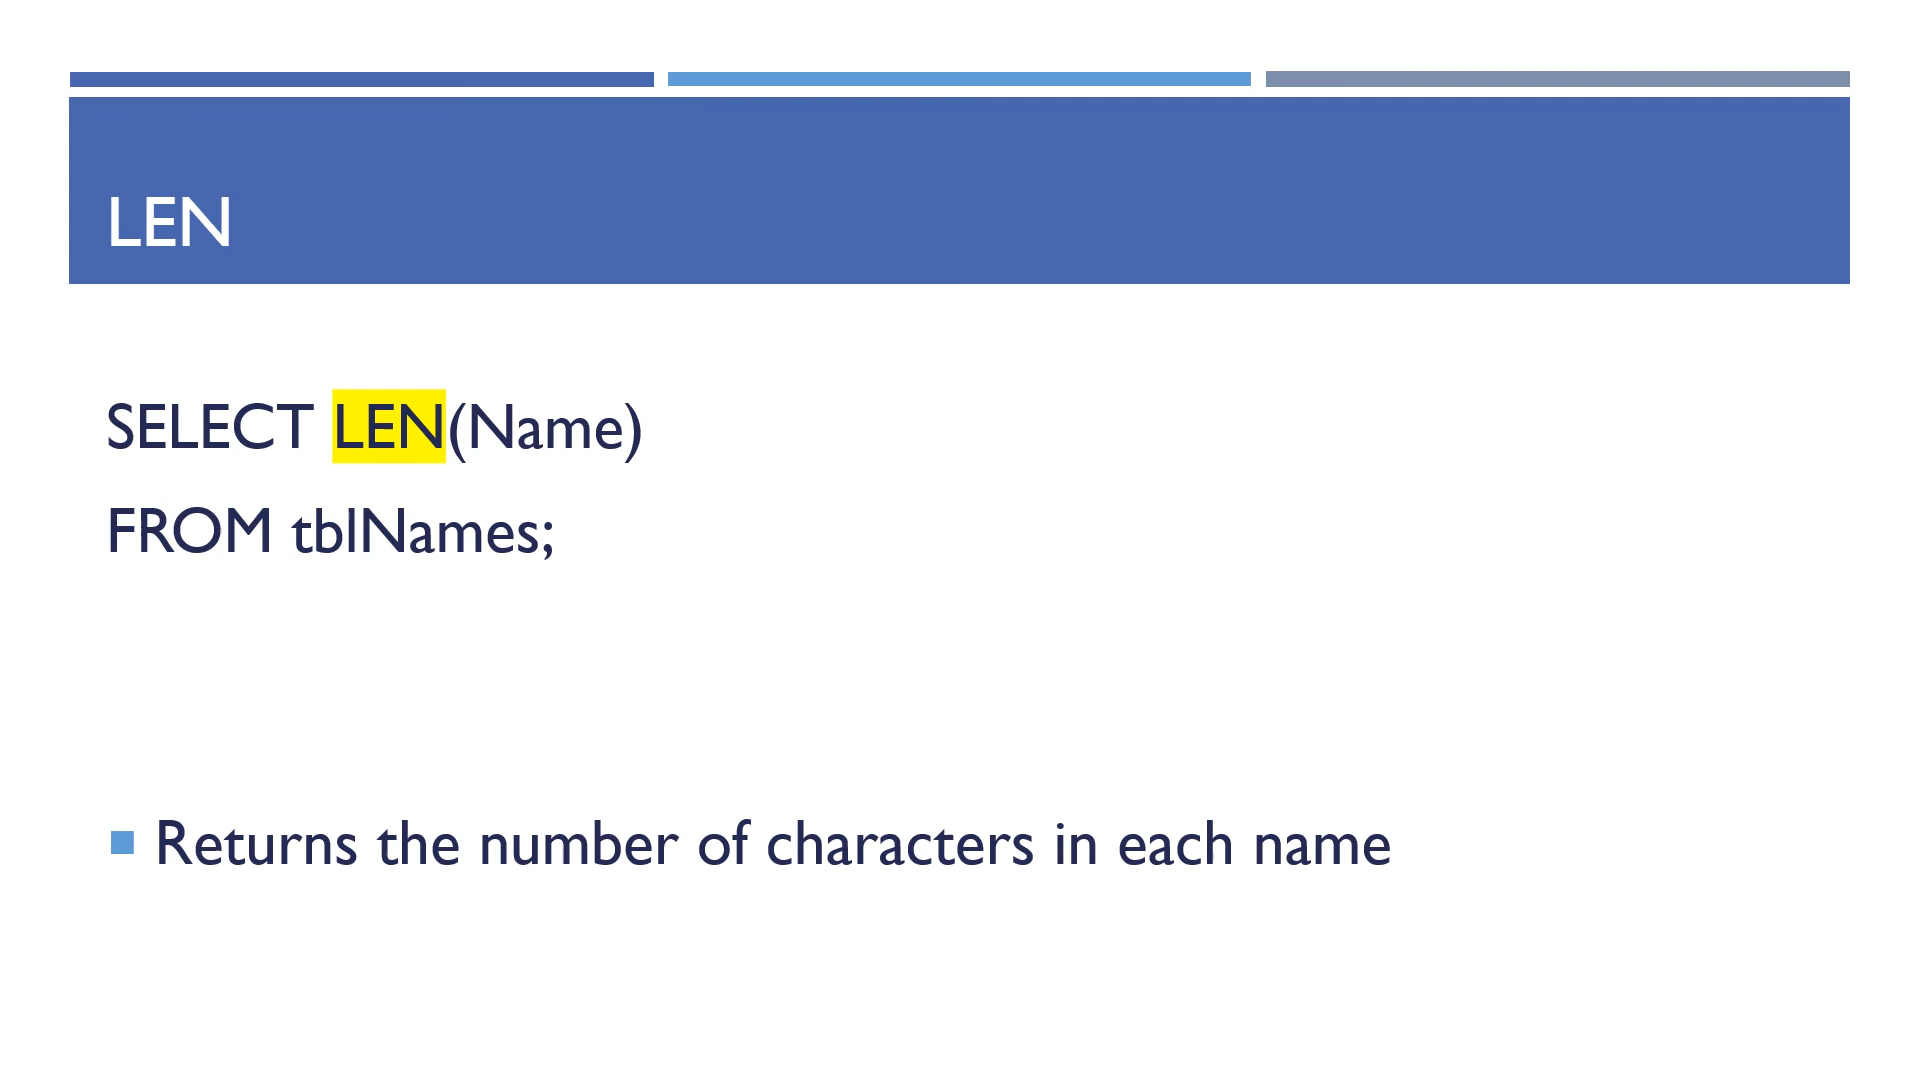 LEN
SELECT LEN(Name)
FROM tblNames;
Returns the number of characters in each name